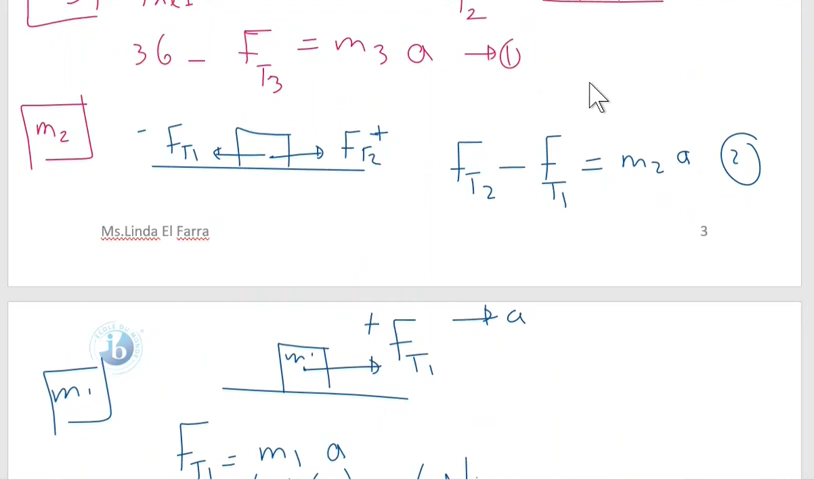 36 - F_T3 = m3 a → ①
m2
- F_T1 F_T2 +
F_T2 - F_T1 = m2 a ②
Ms.Linda El Farra
3
ib
m1
m1
+ F_T1 → a
F_T1 = m1 a